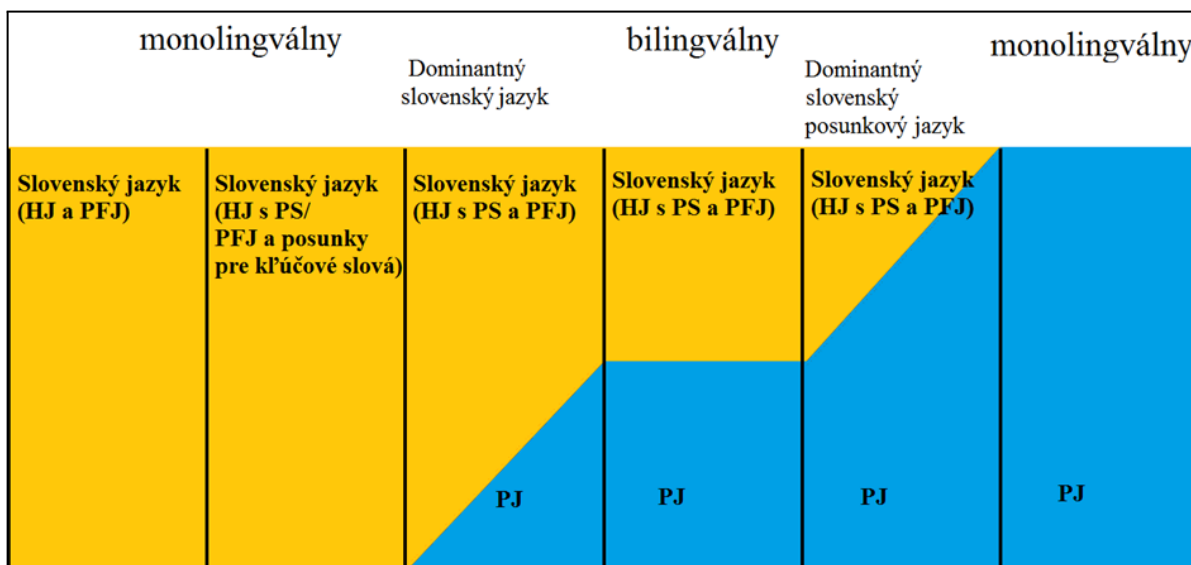 monolingválny
bilingválny
monolingválny
Dominantný
slovenský jazyk
Dominantný
slovenský
posunkový jazyk
Slovenský jazyk
(HJ a PFJ)
Slovenský jazyk
(HJ s PS/
PFJ a posunky
pre kľúčové slová)
Slovenský jazyk
(HJ s PS a PFJ)
Slovenský jazyk
(HJ s PS a PFJ)
Slovenský jazyk
(HJ s PS a PFJ)
PJ
PJ
PJ
PJ